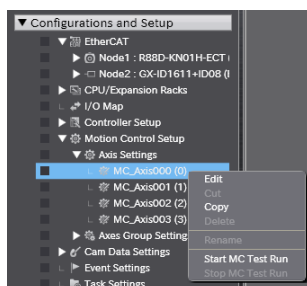 Configurations and Setup
EtherCAT
Node1 : R88D-KN01H-ECT (
Node2 : GX-ID1611+ID08 (I
CPU/Expansion Racks
I/O Map
Controller Setup
Motion Control Setup
Axis Settings
MC_Axis000 (0)
Edit
MC_Axis001 (1)
Cut
Copy
MC_Axis002 (2)
Delete
MC_Axis003 (3)
Rename
Axes Group Setting
Cam Data Settings
Start MC Test Run
Event Settings
Stop MC Test Run
Task Settings